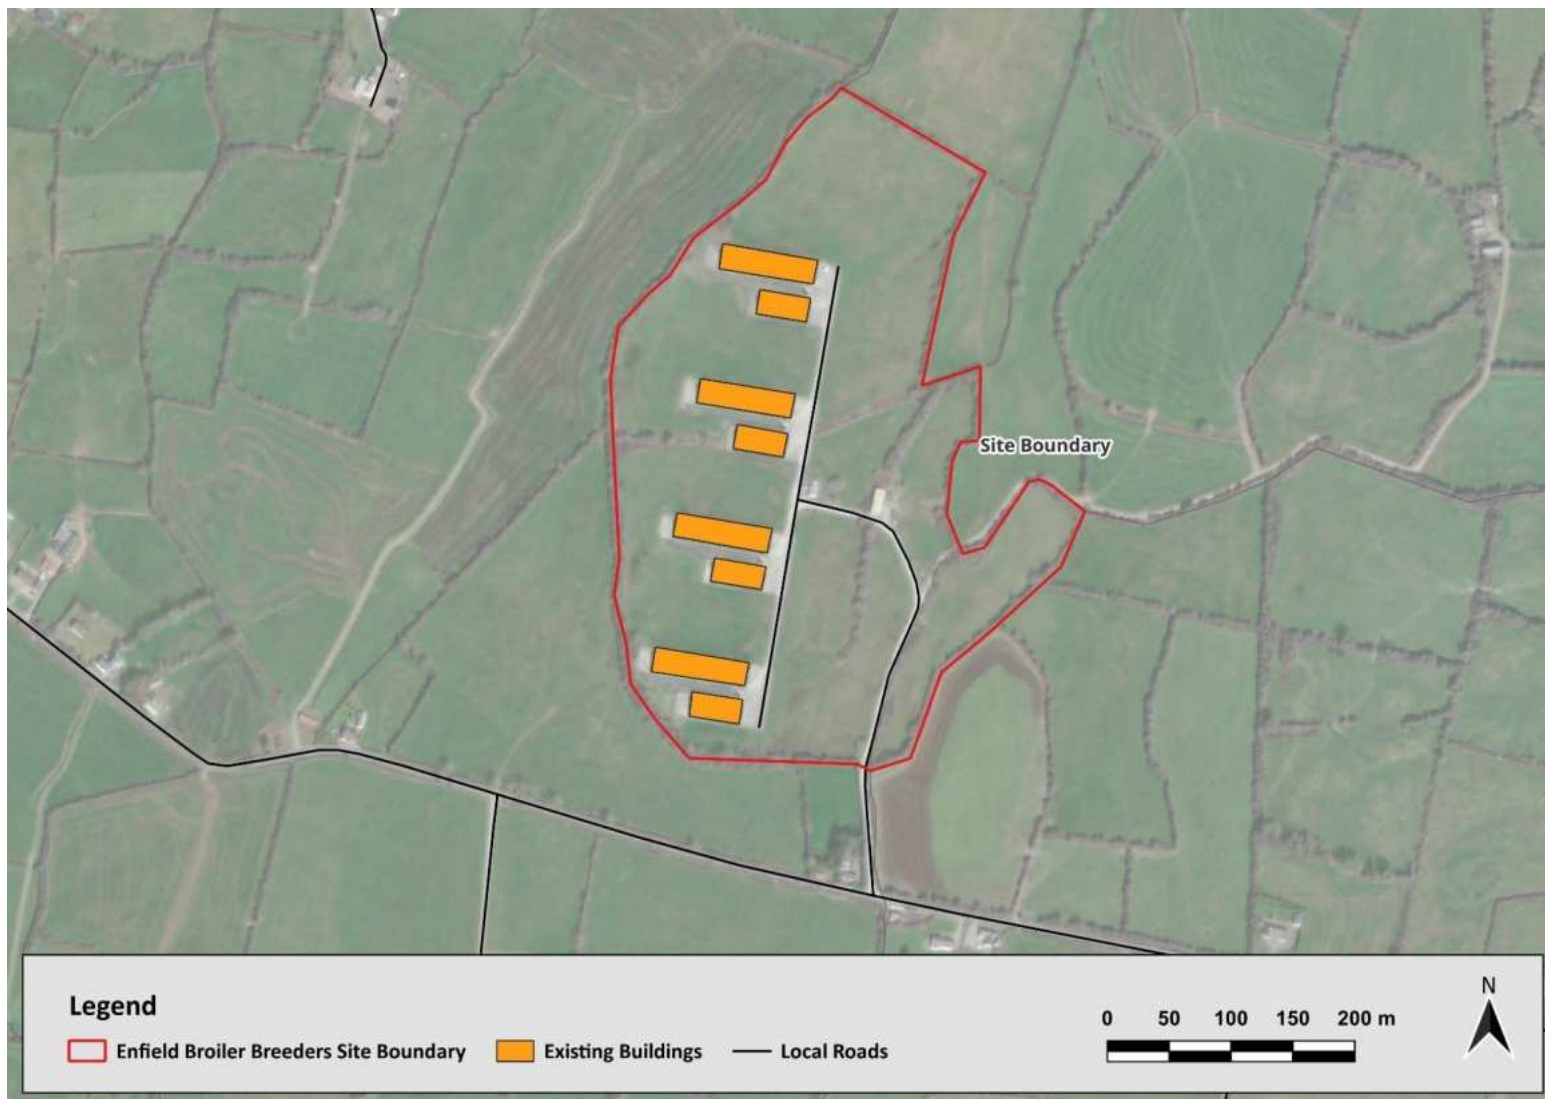 Site Boundary
Legend
Enfield Broiler Breeders Site Boundary
Existing Buildings
Local Roads
0 50 100 150 200 m
N